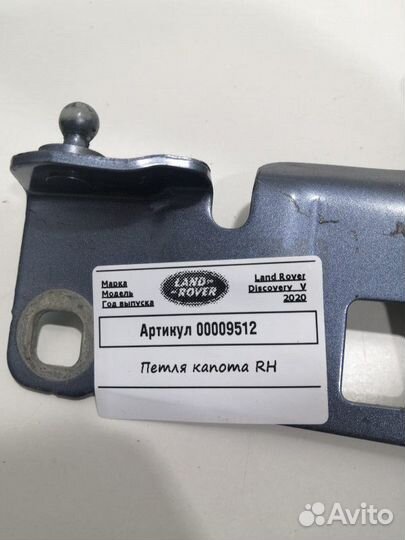 Марка
Модель
Год выпуска
LAND-
-ROVER
Land Rover
Discovery V
2020
Артикул 00009512
Петля капота RH
Avito